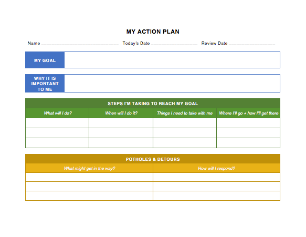 MY ACTION PLAN
Name Today's Date Review Date
MY GOAL
WHY IT IS
IMPORTANT
TO ME
STEPS I'M TAKING TO REACH MY GOAL
What will I do? When will I do it? Things I need to take with me Where I'll go + how I'll get there
POTHOLES & DETOURS
What might get in my way? How will I respond?